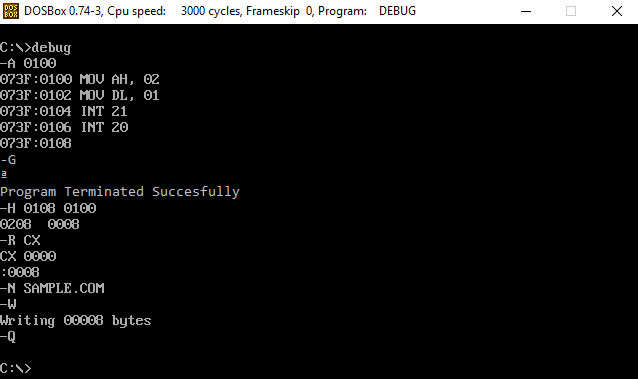 DOS
BOX
DOSBox 0.74-3, Cpu speed: 3000 cycles, Frameskip 0, Program: DEBUG
C:\>debug
-A 0100
073F:0100 MOV AH, 02
073F:0102 MOV DL, 01
073F:0104 INT 21
073F:0106 INT 20
073F:0108
-G
a
Program Terminated Succesfully
-H 0108 0100
0208 0008
-R CX
CX 0000
:0008
-N SAMPLE.COM
-W
Writing 00008 bytes
-Q
C:\>